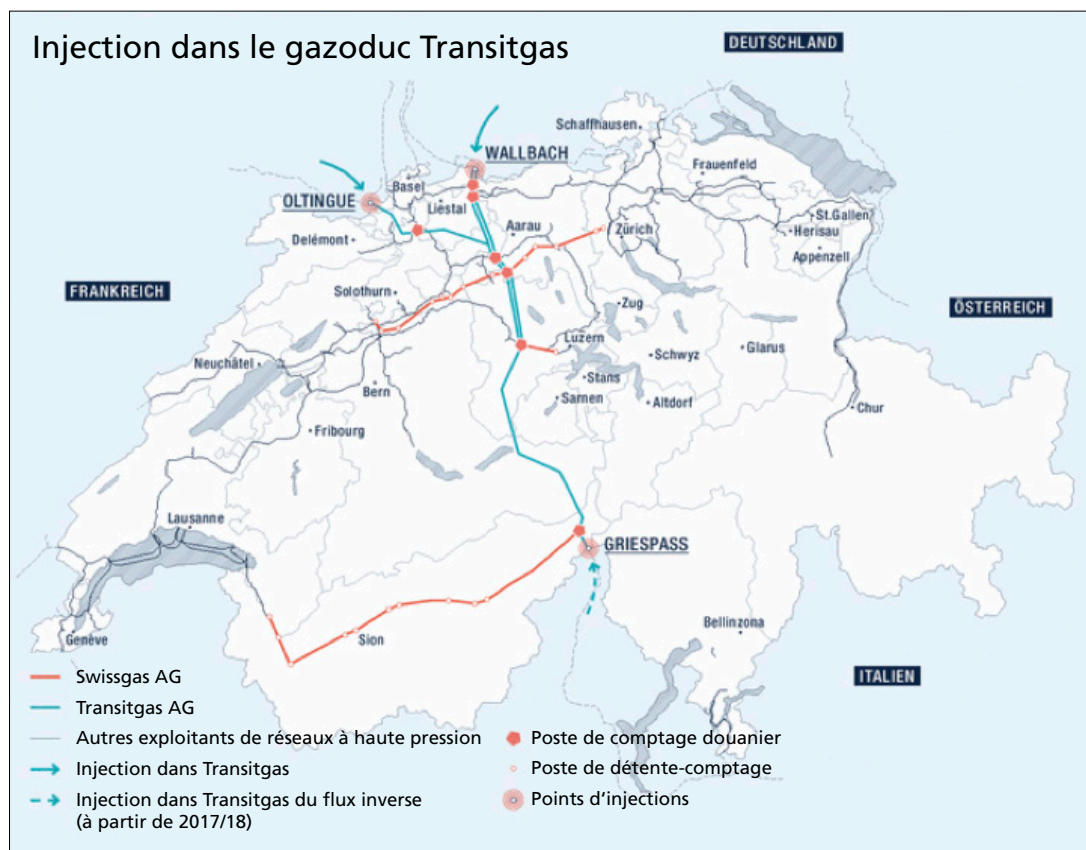 Injection dans le gazoduc Transitgas
DEUTSCHLAND
Schaffhausen
WALLBACH
Frauenfeld
Basel
OLTINGUE
Liestal
St.Gallen
Aarau
Zürich
Herisau
Delémont
Appenzell
FRANKREICH
Solothurn
Zug
ÖSTERREICH
Luzern
Neuchâtel
Schwyz
Glarus
Stans
Bern
Sarnen
Altdorf
Chur
Fribourg
Lausanne
GRIESPASS
Bellinzona
Genève
Sion
ITALIEN
Swissgas AG
Transitgas AG
Autres exploitants de réseaux à haute pression
Injection dans Transitgas
Injection dans Transitgas du flux inverse
(à partir de 2017/18)
Poste de comptage douanier
Poste de détente-comptage
Points d’injections